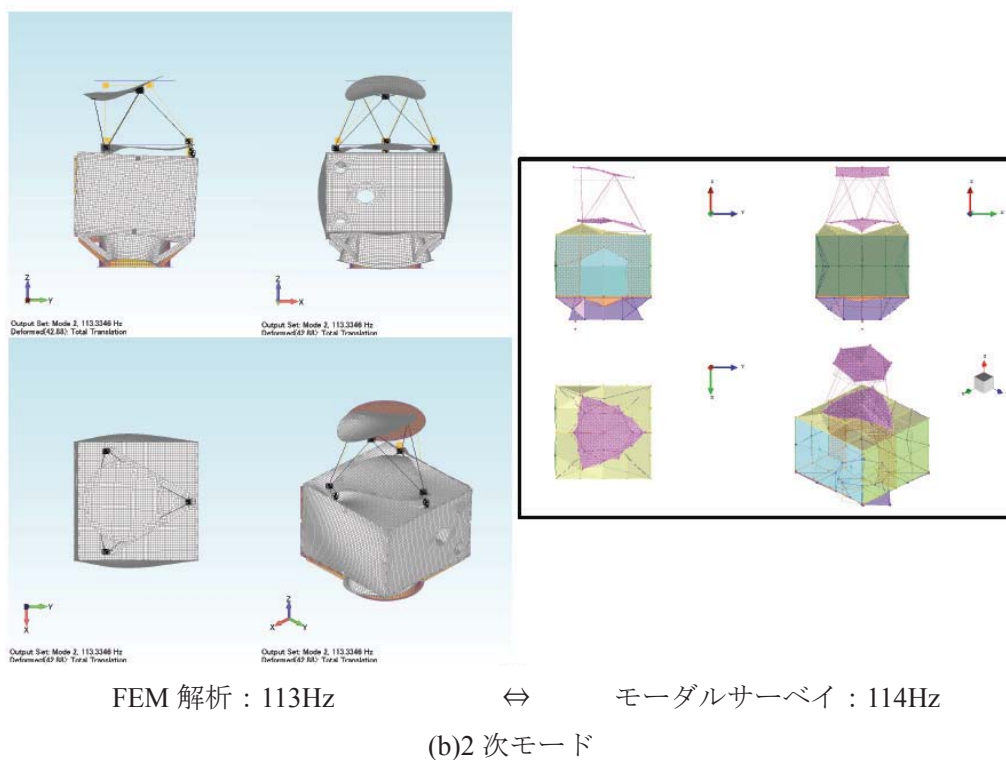 Z
Y
Z
X
Output Set: Mode 2, 113.3346 Hz
Deformed(42.88): Total Translation
Output Set: Mode 2, 113.3346 Hz
Deformed(42.88): Total Translation
Y
X
Z
X
Y
Output Set: Mode 2, 113.3346 Hz
Deformed(42.88): Total Translation
Output Set: Mode 2, 113.3346 Hz
Deformed(42.88): Total Translation
FEM 解析：113Hz ⇔ モーダルサーベイ：114Hz
(b)2 次モード